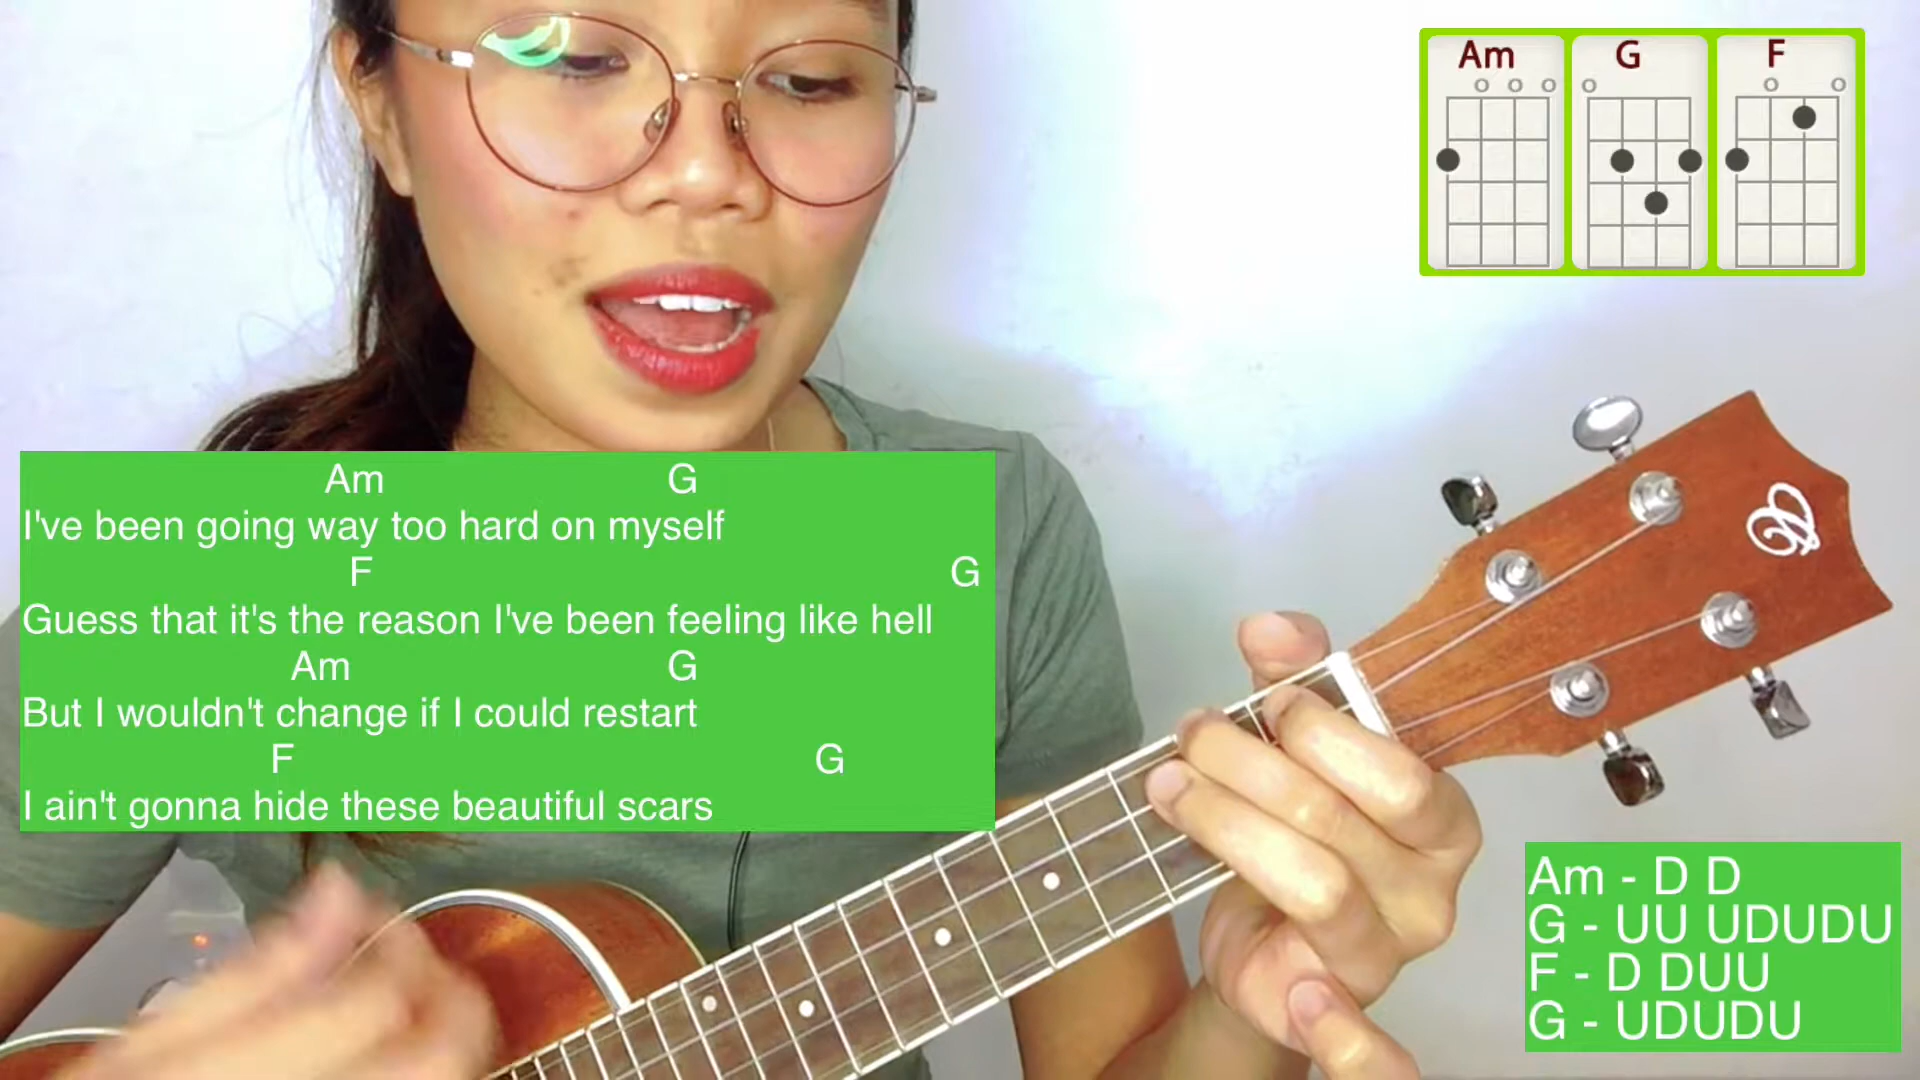 Am G F
Am G
I've been going way too hard on myself
F G
Guess that it's the reason I've been feeling like hell
Am G
But I wouldn't change if I could restart
F G
I ain't gonna hide these beautiful scars
Am - D D
G - UU UDUDU
F - D DUU
G - UDUDU